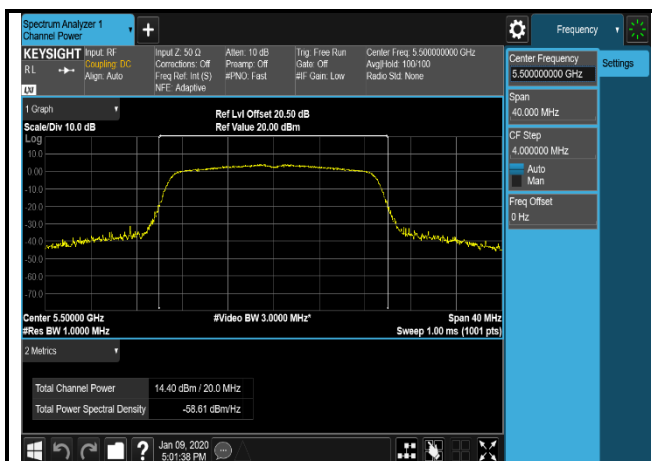 Spectrum Analyzer 1
Channel Power
+
Frequency
KEYSIGHT
RL
LXI
Input: RF
Coupling: DC
Align: Auto
Input Z: 50 Ω
Corrections: Off
Freq Ref: Int (S)
NFE: Adaptive
Atten: 10 dB
Preamp: Off
#PNO: Fast
Trig: Free Run
Gate: Off
#IF Gain: Low
Center Freq: 5.500000000 GHz
Avg|Hold: 100/100
Radio Std: None
Center Frequency
5.500000000 GHz
Settings
Span
40.000 MHz
CF Step
4.000000 MHz
Auto
Man
Freq Offset
0 Hz
1 Graph
Scale/Div 10.0 dB
Ref Lvl Offset 20.50 dB
Ref Value 20.00 dBm
Log
10.0
0.00
-10.0
-20.0
-30.0
-40.0
-50.0
-60.0
-70.0
Center 5.50000 GHz
#Video BW 3.0000 MHz*
Span 40 MHz
#Res BW 1.0000 MHz
Sweep 1.00 ms (1001 pts)
2 Metrics
Total Channel Power 14.40 dBm / 20.0 MHz
Total Power Spectral Density -58.61 dBm/Hz
?
Jan 09, 2020
5:01:38 PM